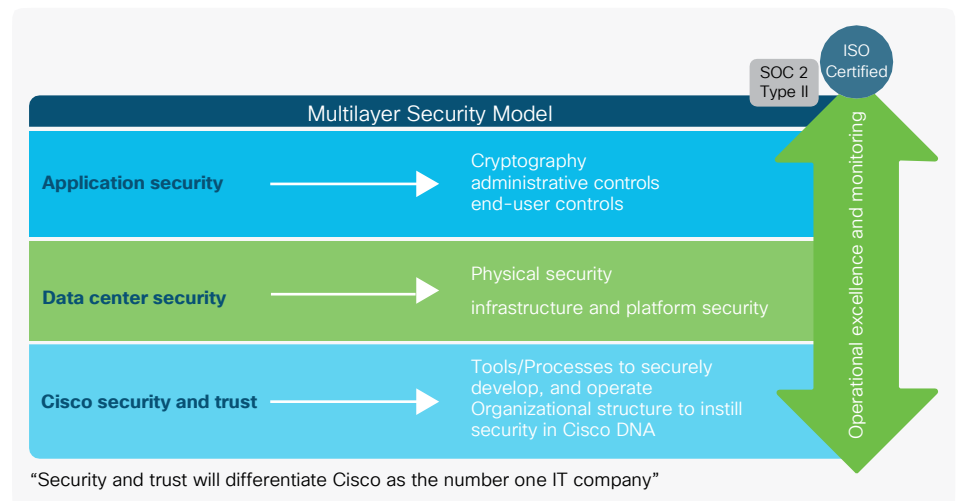 ISO
Certified
SOC 2
Type II
Multilayer Security Model
Application security
Cryptography
administrative controls
end-user controls
Data center security
Physical security
infrastructure and platform security
Cisco security and trust
Tools/Processes to securely
develop, and operate
Organizational structure to instill
security in Cisco DNA
Operational excellence and monitoring
“Security and trust will differentiate Cisco as the number one IT company”